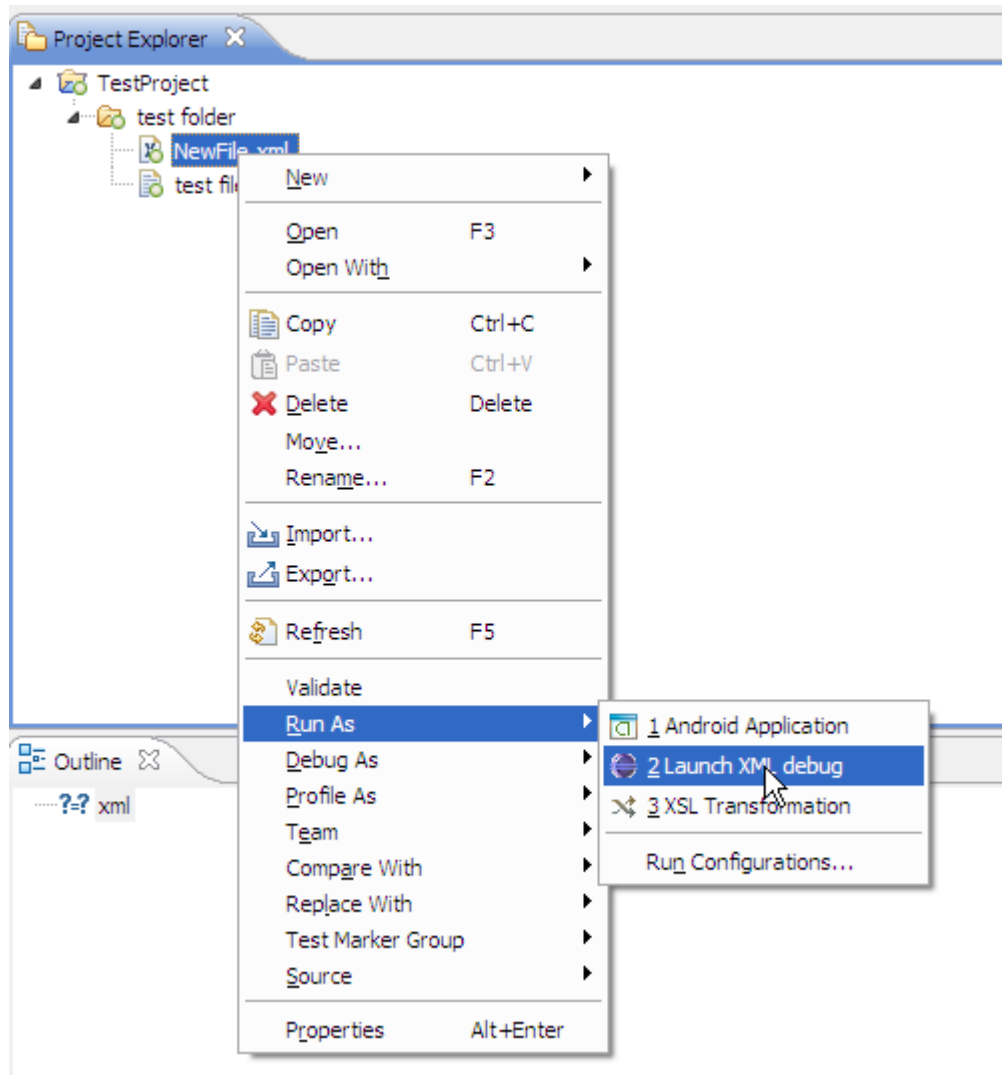 Project Explorer
TestProject
test folder
NewFile.xml
test fil
New
Open F3
Open With
Copy Ctrl+C
Paste Ctrl+V
Delete Delete
Move...
Rename... F2
Import...
Export...
Refresh F5
Validate
Run As
Debug As
Profile As
Team
Compare With
Replace With
Test Marker Group
Source
Properties Alt+Enter
1 Android Application
2 Launch XML debug
3 XSL Transformation
Run Configurations...
Outline
?=? xml